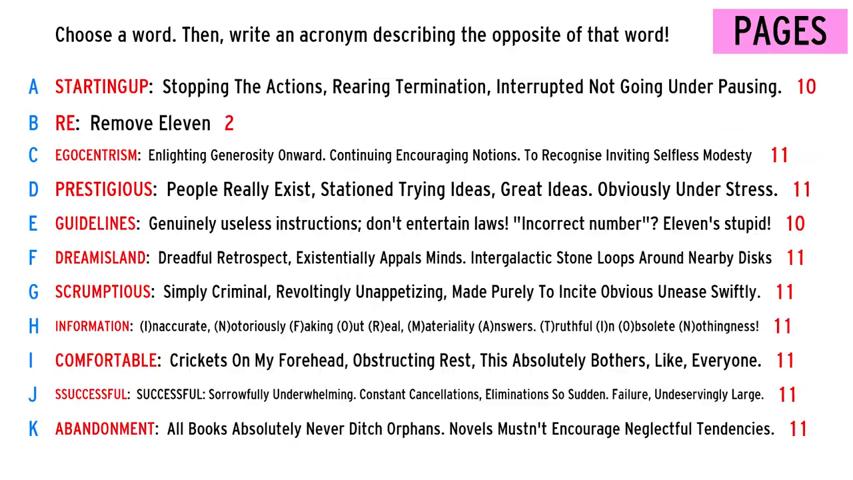 Choose a word. Then, write an acronym describing the opposite of that word!
PAGES
A STARTINGUP: Stopping The Actions, Rearing Termination, Interrupted Not Going Under Pausing. 10
B RE: Remove Eleven 2
C EGOCENTRISM: Enlighting Generosity Onward. Continuing Encouraging Notions. To Recognise Inviting Selfless Modesty 11
D PRESTIGIOUS: People Really Exist, Stationed Trying Ideas, Great Ideas. Obviously Under Stress. 11
E GUIDELINES: Genuinely useless instructions; don't entertain laws! "Incorrect number"? Eleven's stupid! 10
F DREAMISLAND: Dreadful Retrospect, Existentially Appals Minds. Intergalactic Stone Loops Around Nearby Disks 11
G SCRUMPTIOUS: Simply Criminal, Revoltingly Unappetizing, Made Purely To Incite Obvious Unease Swiftly. 11
H INFORMATION: (I)naccurate, (N)otoriously (F)aking (O)ut (R)eal, (M)ateriality (A)nswers. (T)ruthful (I)n (O)bsolete (N)othingness! 11
I COMFORTABLE: Crickets On My Forehead, Obstructing Rest, This Absolutely Bothers, Like, Everyone. 11
J SSUCCESSFUL: SUCCESSFUL: Sorrowfully Underwhelming. Constant Cancellations, Eliminations So Sudden. Failure, Undeservingly Large. 11
K ABANDONMENT: All Books Absolutely Never Ditch Orphans. Novels Mustn't Encourage Neglectful Tendencies. 11